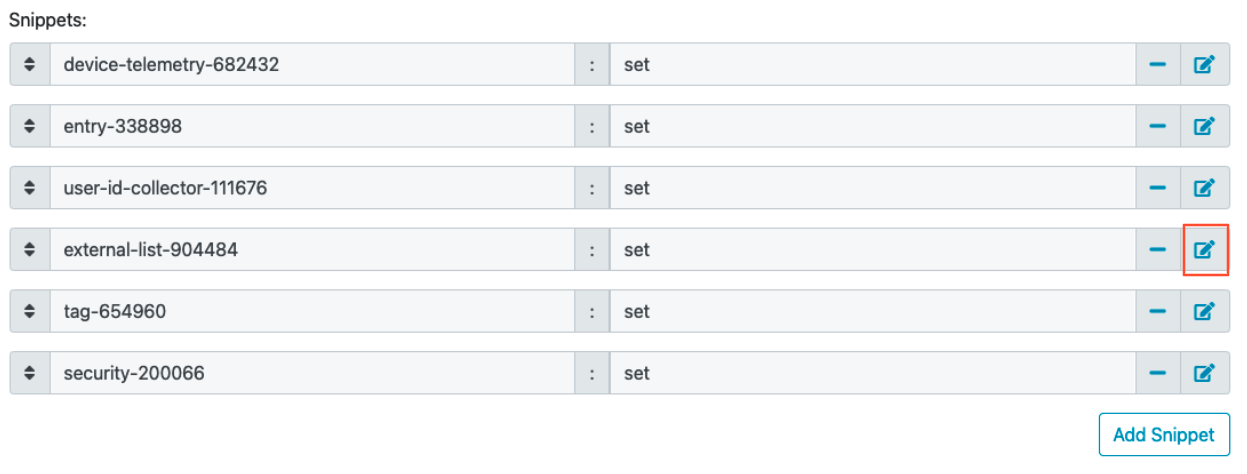 Snippets:
device-telemetry-682432 : set
entry-338898 : set
user-id-collector-111676 : set
external-list-904484 : set
tag-654960 : set
security-200066 : set
Add Snippet